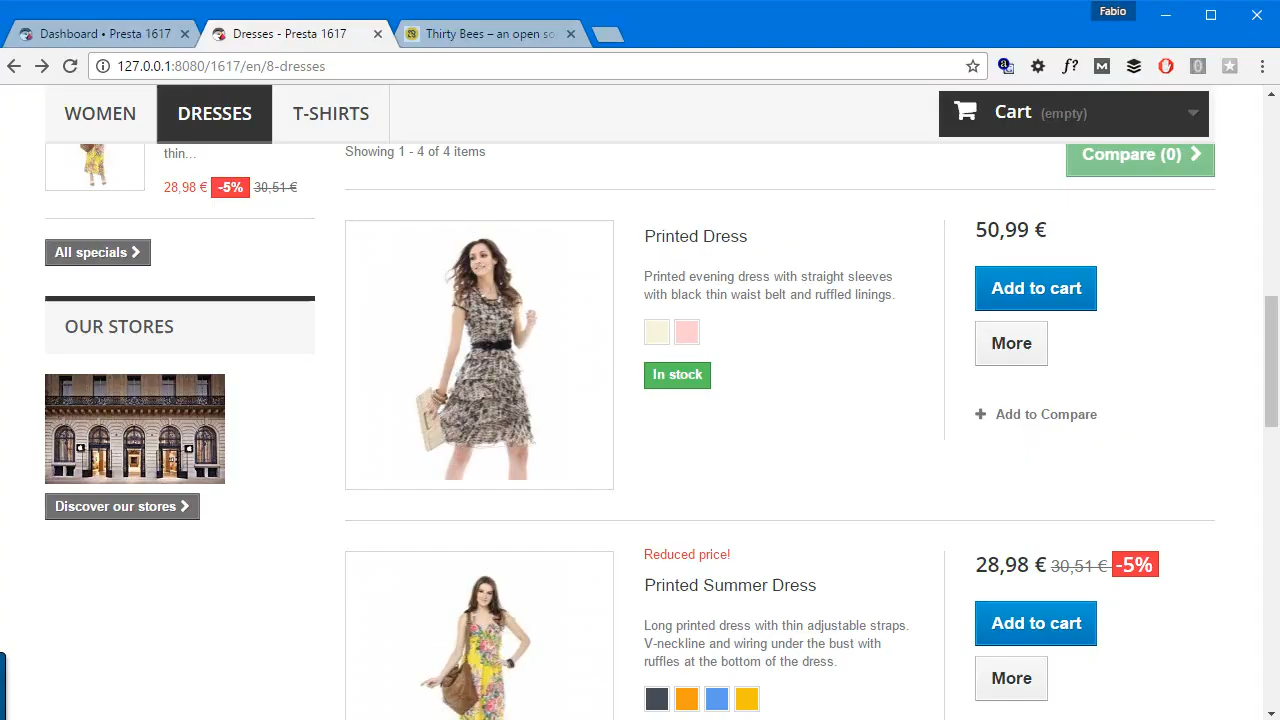 Fabio
Dashboard • Presta 1617
Dresses - Presta 1617
Thirty Bees – an open so
127.0.0.1:8080/1617/en/8-dresses
WOMEN
DRESSES
T-SHIRTS
Cart (empty)
thin...
28,98 € -5% 30,51 €
All specials
OUR STORES
Discover our stores
Showing 1 - 4 of 4 items
Compare (0)
Printed Dress
Printed evening dress with straight sleeves
with black thin waist belt and ruffled linings.
In stock
50,99 €
Add to cart
More
Add to Compare
Reduced price!
Printed Summer Dress
Long printed dress with thin adjustable straps.
V-neckline and wiring under the bust with
ruffles at the bottom of the dress.
28,98 € 30,51 € -5%
Add to cart
More